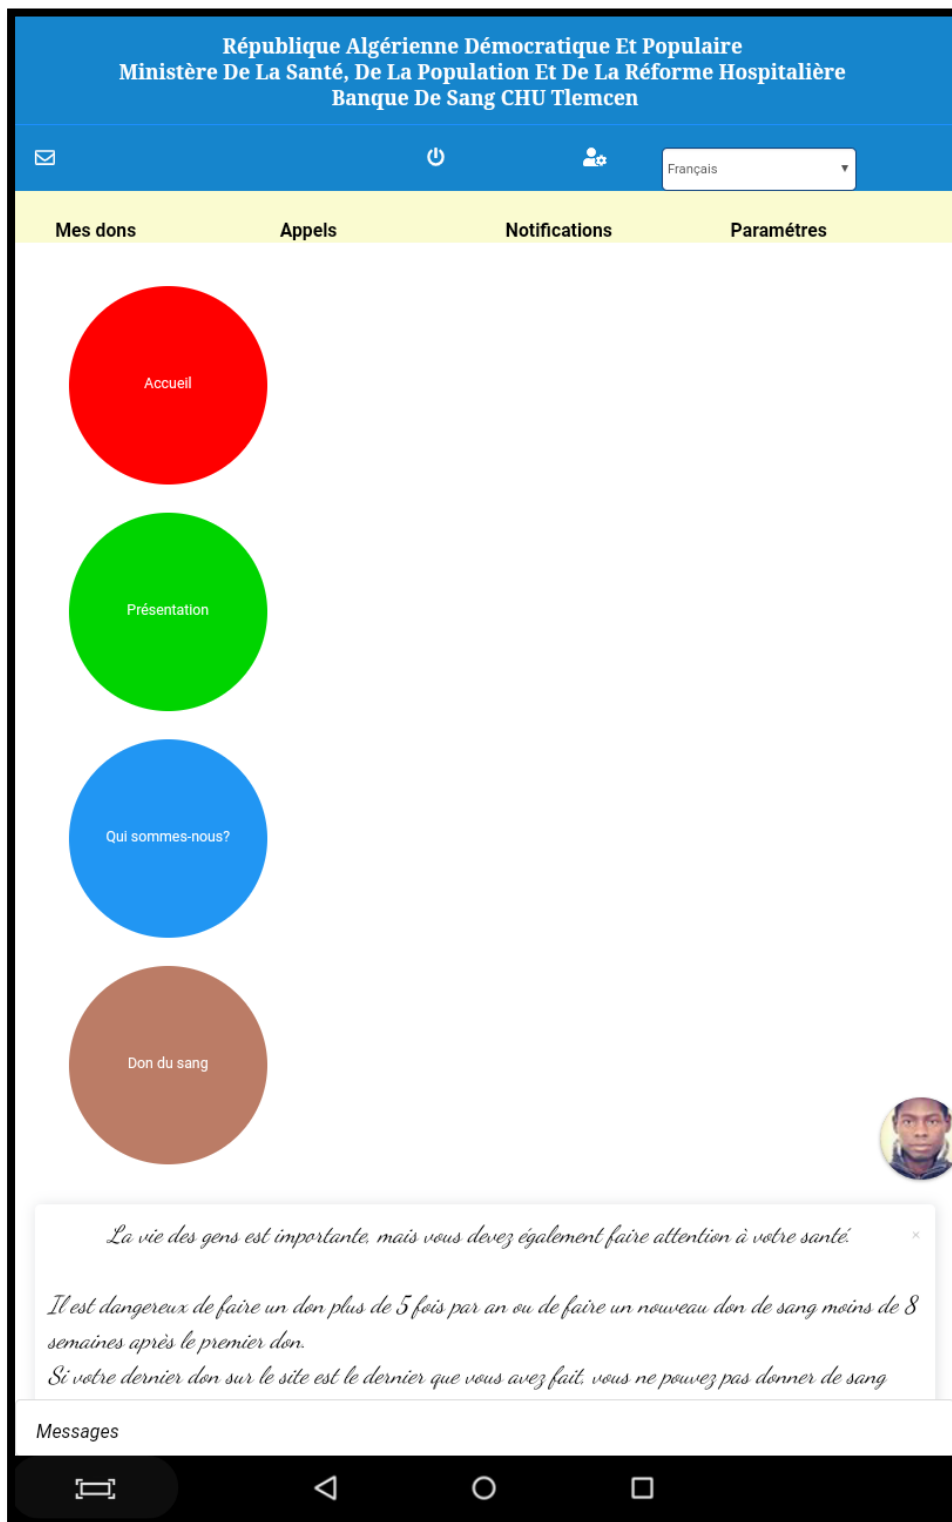 République Algérienne Démocratique Et Populaire
Ministère De La Santé, De La Population Et De La Réforme Hospitalière
Banque De Sang CHU Tlemcen
Français
Mes dons
Appels
Notifications
Paramétres
Accueil
Présentation
Qui sommes-nous?
Don du sang
La vie des gens est importante, mais vous devez également faire attention à votre santé.
Il est dangereux de faire un don plus de 5 fois par an ou de faire un nouveau don de sang moins de 8
semaines après le premier don.
Si votre dernier don sur le site est le dernier que vous avez fait, vous ne pouvez pas donner de sang
Messages